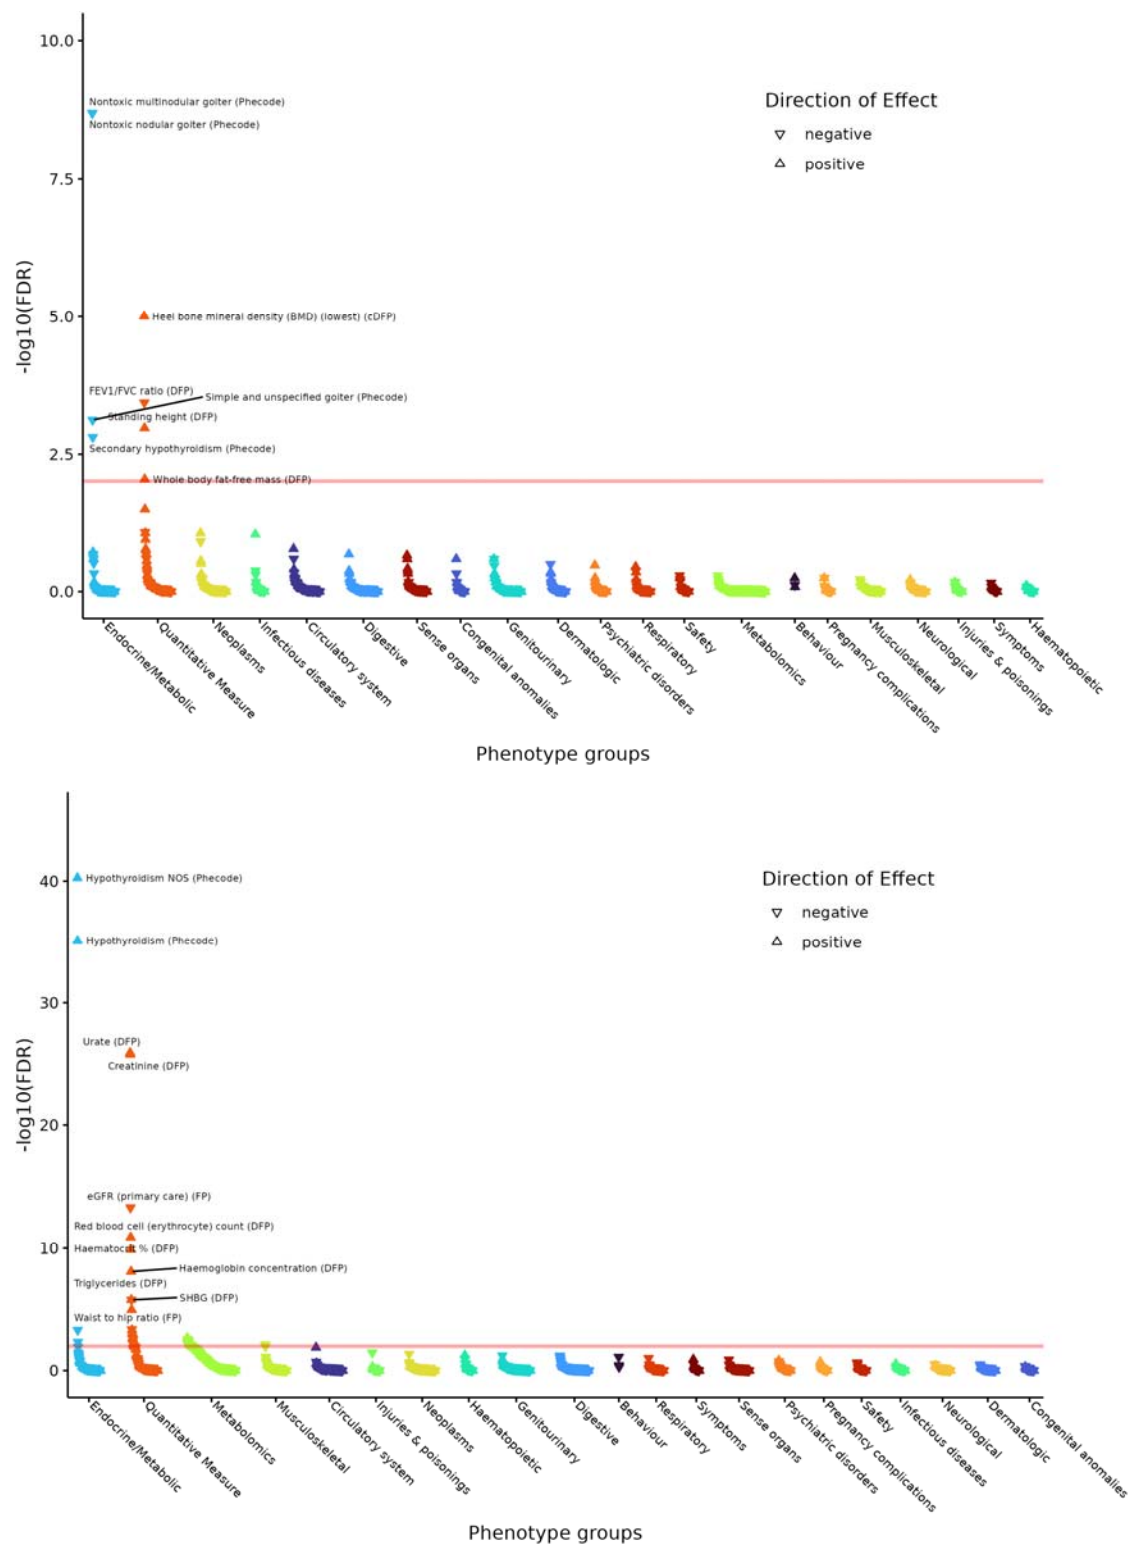 10.0
Nontoxic multinodular goiter (Phecode)
Nontoxic nodular goiter (Phecode)
Direction of Effect
negative
positive
7.5
-log10(FDR)
5.0
Heel bone mineral density (BMD) (lowest) (cDFP)
FEV1/FVC ratio (DFP)
Simple and unspecified goiter (Phecode)
Standing height (DFP)
2.5
Secondary hypothyroidism (Phecode)
Whole body fat-free mass (DFP)
0.0
Endocrine/Metabolic
Quantitative Measure
Neoplasms
Infectious diseases
Circulatory system
Digestive
Sense organs
Congenital anomalies
Genitourinary
Dermatologic
Psychiatric disorders
Respiratory
Safety
Metabolomics
Behaviour
Pregnancy complications
Musculoskeletal
Neurological
Injuries & poisonings
Symptoms
Haematopoietic
Phenotype groups
40
Hypothyroidism NOS (Phecode)
Direction of Effect
negative
positive
Hypothyroidism (Phecode)
30
-log10(FDR)
Urate (DFP)
Creatinine (DFP)
20
eGFR (primary care) (FP)
Red blood cell (erythrocyte) count (DFP)
10
Haematocrit % (DFP)
Haemoglobin concentration (DFP)
Triglycerides (DFP)
SHBG (DFP)
Waist to hip ratio (FP)
0
Endocrine/Metabolic
Quantitative Measure
Metabolomics
Musculoskeletal
Circulatory system
Injuries & poisonings
Neoplasms
Haematopoietic
Genitourinary
Digestive
Behaviour
Respiratory
Symptoms
Sense organs
Psychiatric disorders
Pregnancy complications
Safety
Infectious diseases
Neurological
Dermatologic
Congenital anomalies
Phenotype groups